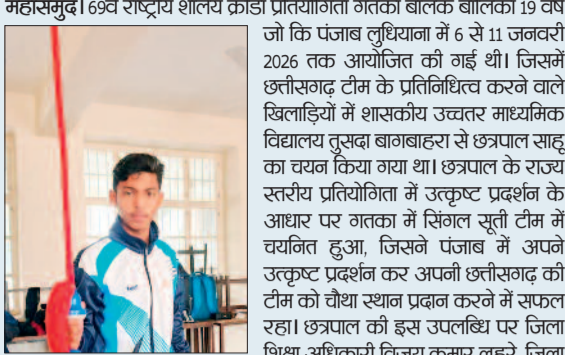 महासमुंद। 69वें राष्ट्रीय शालेय क्रीडा प्रतियोगिता गतका बालक बालिका 19 वर्ष
जो कि पंजाब लुधियाना में 6 से 11 जनवरी
2026 तक आयोजित की गई थी। जिसमें
छत्तीसगढ़ टीम के प्रतिनिधित्व करने वाले
खिलाड़ियों में शासकीय उच्चतर माध्यमिक
विद्यालय तुसदा बागबाहरा से छत्रपाल साहू
का चयन किया गया था। छत्रपाल के राज्य
स्तरीय प्रतियोगिता में उत्कृष्ट प्रदर्शन के
आधार पर गतका में सिंगल सूती टीम में
चयनित हुआ, जिसने पंजाब में अपने
उत्कृष्ट प्रदर्शन कर अपनी छत्तीसगढ़ की
टीम को चौथा स्थान प्रदान करने में सफल
रहा। छत्रपाल की इस उपलब्धि पर जिला
शिक्षा अधिकारी विजय कुमार लहरे, जिला